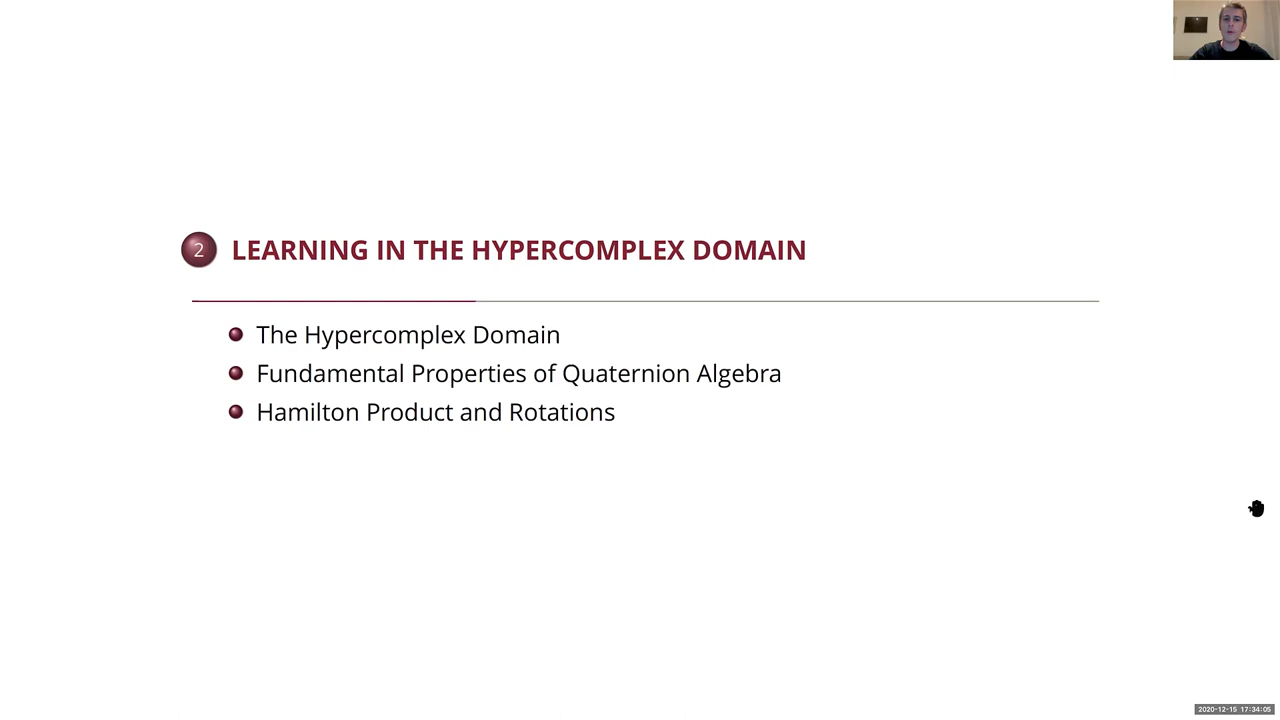 2 LEARNING IN THE HYPERCOMPLEX DOMAIN
The Hypercomplex Domain
Fundamental Properties of Quaternion Algebra
Hamilton Product and Rotations
2020-12-15 17:34:05